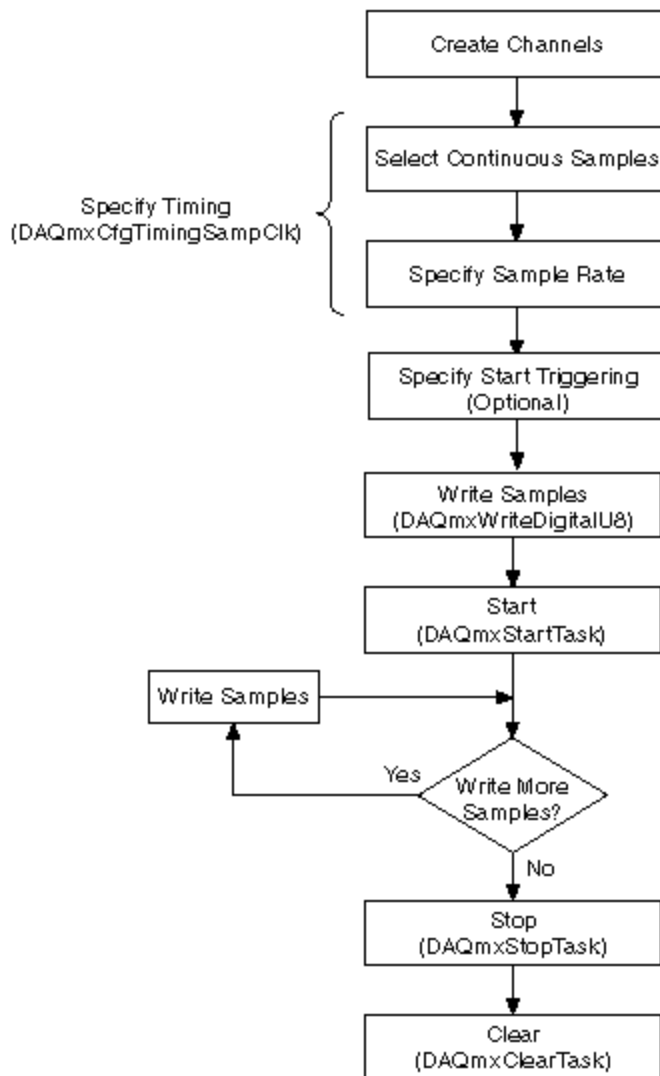 Create Channels
Select Continuous Samples
Specify Timing
(DAQmxCfgTimingSampClk)
Specify Sample Rate
Specify Start Triggering
(Optional)
Write Samples
(DAQmxWriteDigitalU8)
Start
(DAQmxStartTask)
Write Samples
Yes
Write More
Samples?
No
Stop
(DAQmxStopTask)
Clear
(DAQmxClearTask)